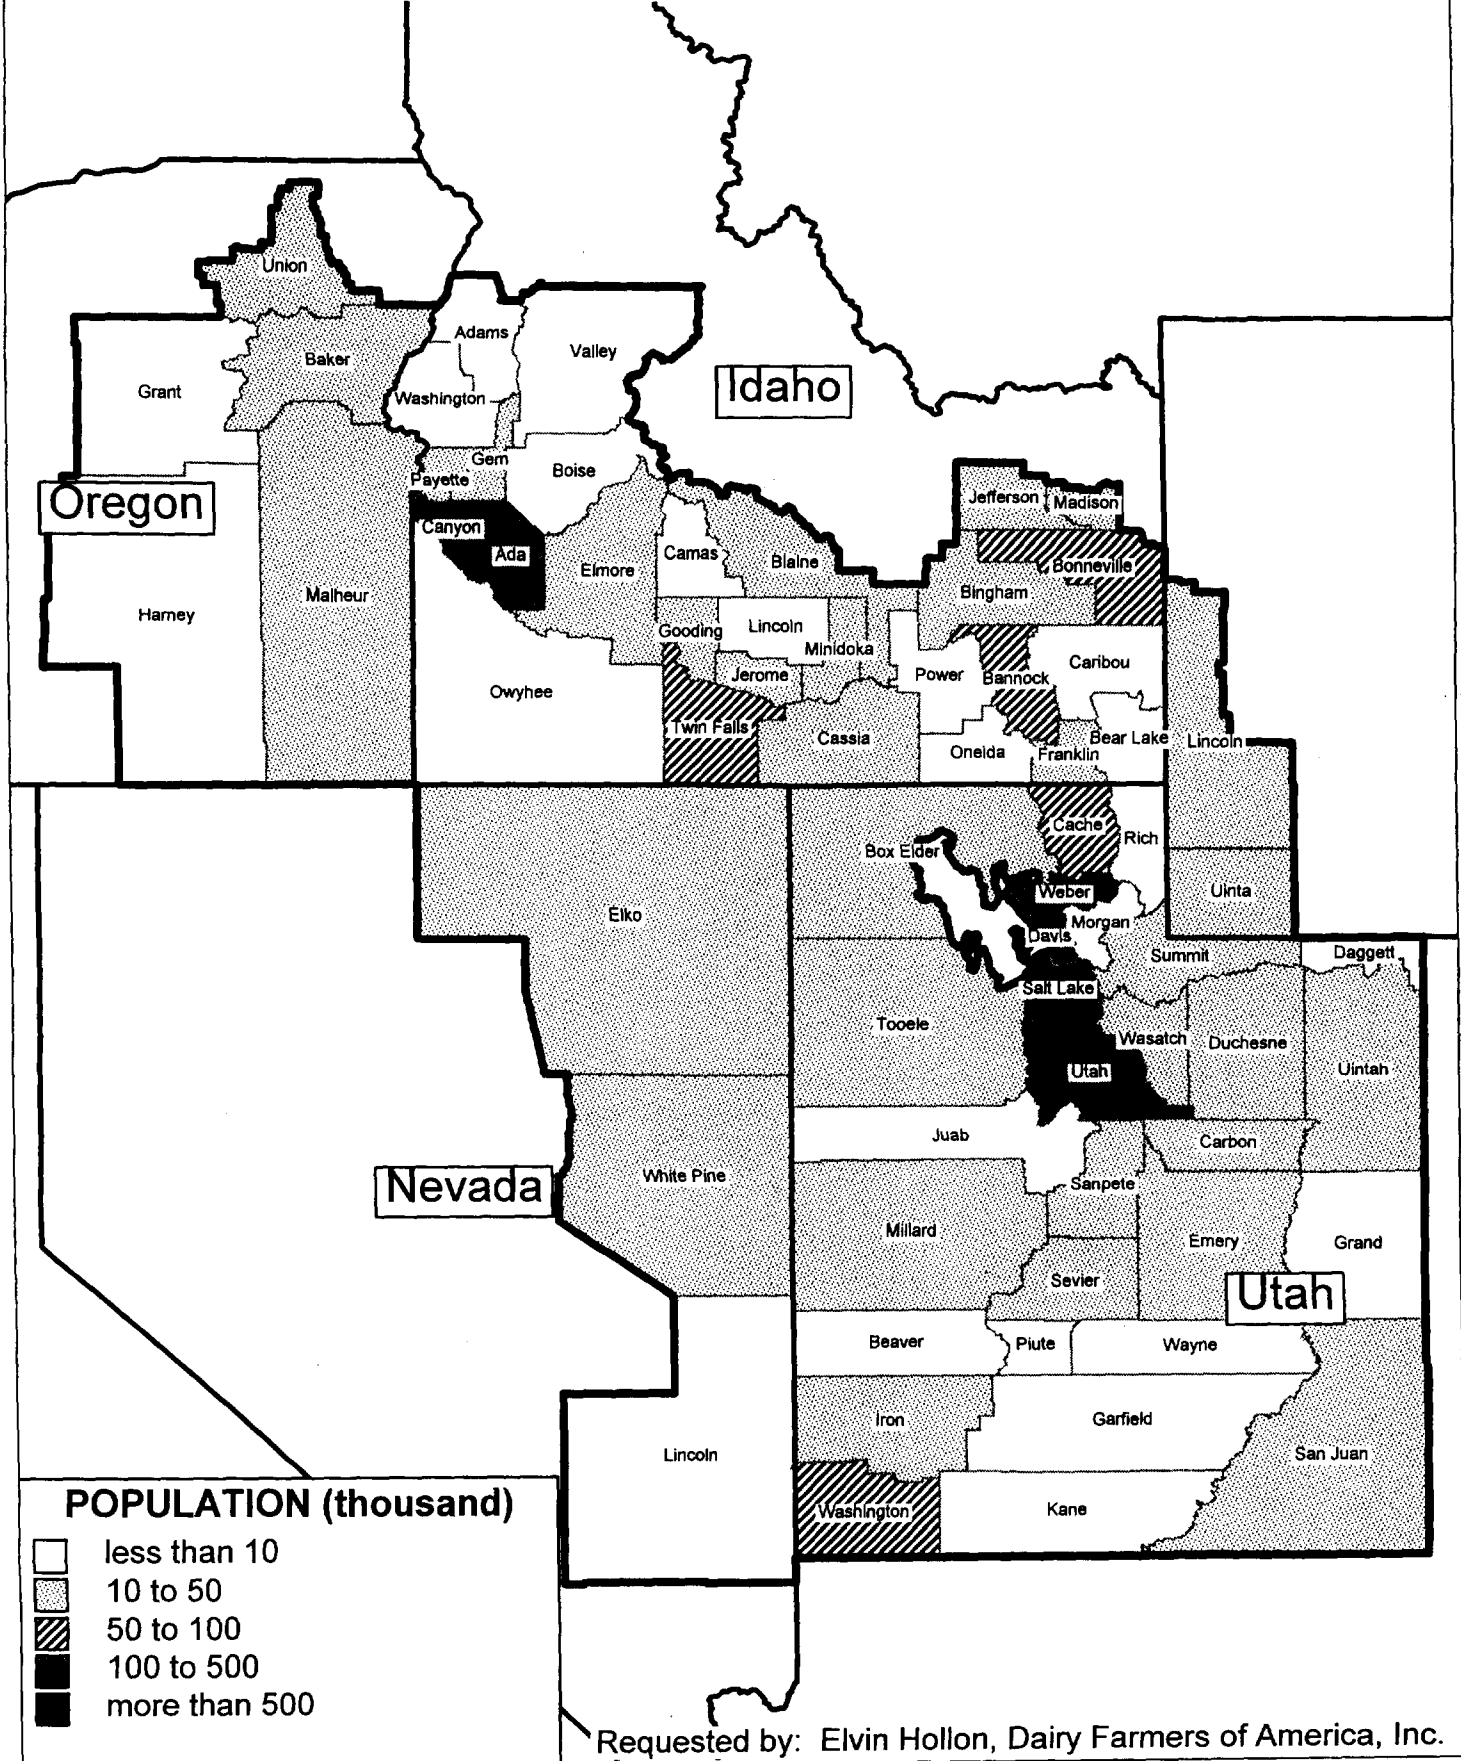 Union
Adams
Valley
Baker
Idaho
Grant
Washington
Gem
Boise
Payette
Oregon
Jefferson
Madison
Canyon
Ada
Camas
Blaine
Elmore
Bonneville
Bingham
Malheur
Harney
Gooding
Lincoln
Minidoka
Caribou
Jerome
Power
Bannock
Owyhee
Twin Falls
Cassia
Bear Lake
Lincoln
Oneida
Franklin
Cache
Rich
Box Elder
Weber
Uinta
Elko
Morgan
Davis
Summit
Daggett
Salt Lake
Tooele
Wasatch
Duchesne
Utah
Uintah
Juab
Carbon
White Pine
Nevada
Sanpete
Millard
Emery
Grand
Sevier
Utah
Beaver
Piute
Wayne
Iron
Garfield
Lincoln
San Juan
Washington
Kane
POPULATION (thousand)
less than 10
10 to 50
50 to 100
100 to 500
more than 500
Requested by: Elvin Hollon, Dairy Farmers of America, Inc.